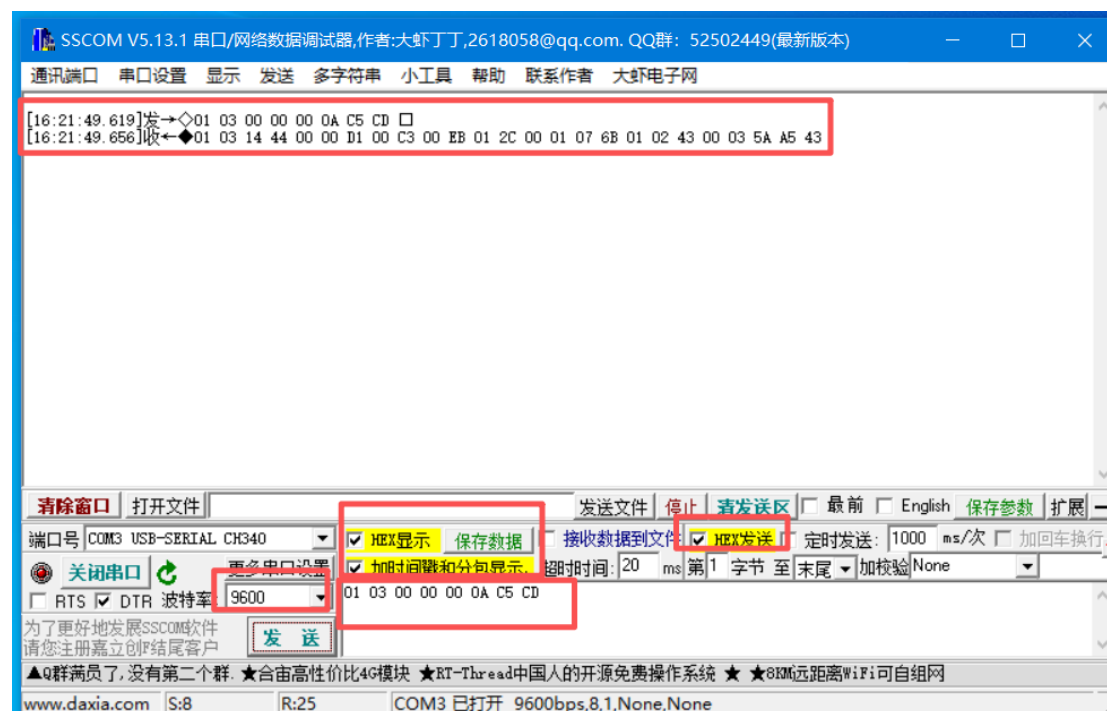 SSCOM V5.13.1 串口/网络数据调试器,作者:大虾丁丁,2618058@qq.com. QQ群: 52502449(最新版本)
通讯端口 串口设置 显示 发送 多字符串 小工具 帮助 联系作者 大虾电子网
[16:21:49.619]发→◇01 03 00 00 00 0A C5 CD □
[16:21:49.656]收←◆01 03 14 44 00 00 D1 00 C3 00 EB 01 2C 00 01 07 6B 01 02 43 00 03 5A A5 43
清除窗口 打开文件 发送文件 停止 清发送区 最前 English 保存参数 扩展 —
端口号 COM3 USB-SERIAL CH340 HEX显示 保存数据 接收数据到文件 HEX发送 定时发送: 1000 ms/次 加回车换行
关闭串口 更多串口设置 加时间戳和分包显示. 超时时间: 20 ms 第1 字节 至 末尾 加校验 None
RTS DTR 波特率: 9600 01 03 00 00 00 0A C5 CD
为了更好地发展SSCOM软件
请您注册嘉立创F结尾客户 发 送
▲Q群满员了,没有第二个群. ★合宙高性价比4G模块 ★RT-Thread中国人的开源免费操作系统 ★ ★8KM远距离WiFi可自组网
www.daxia.com S:8 R:25 COM3 已打开 9600bps,8,1,None,None